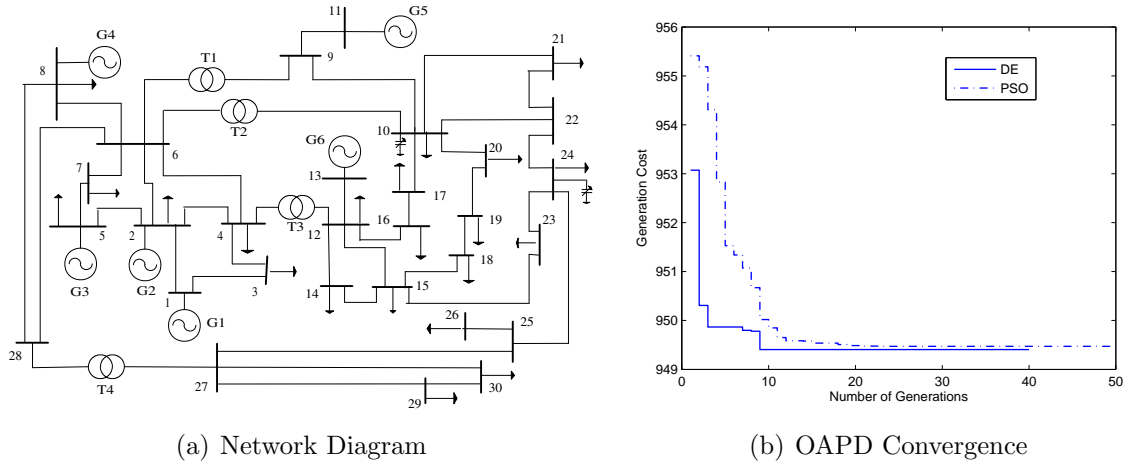 G4
8
11
G5
9
T1
T2
6
7
G6
13
10
21
22
20
24
17
16
19
23
18
12
T3
4
2
5
G3
G2
1
G1
3
14
15
26
25
28
T4
27
29
30
956
955
954
953
952
951
950
949
Generation Cost
DE
PSO
0
10
20
30
40
50
Number of Generations
(a) Network Diagram
(b) OAPD Convergence